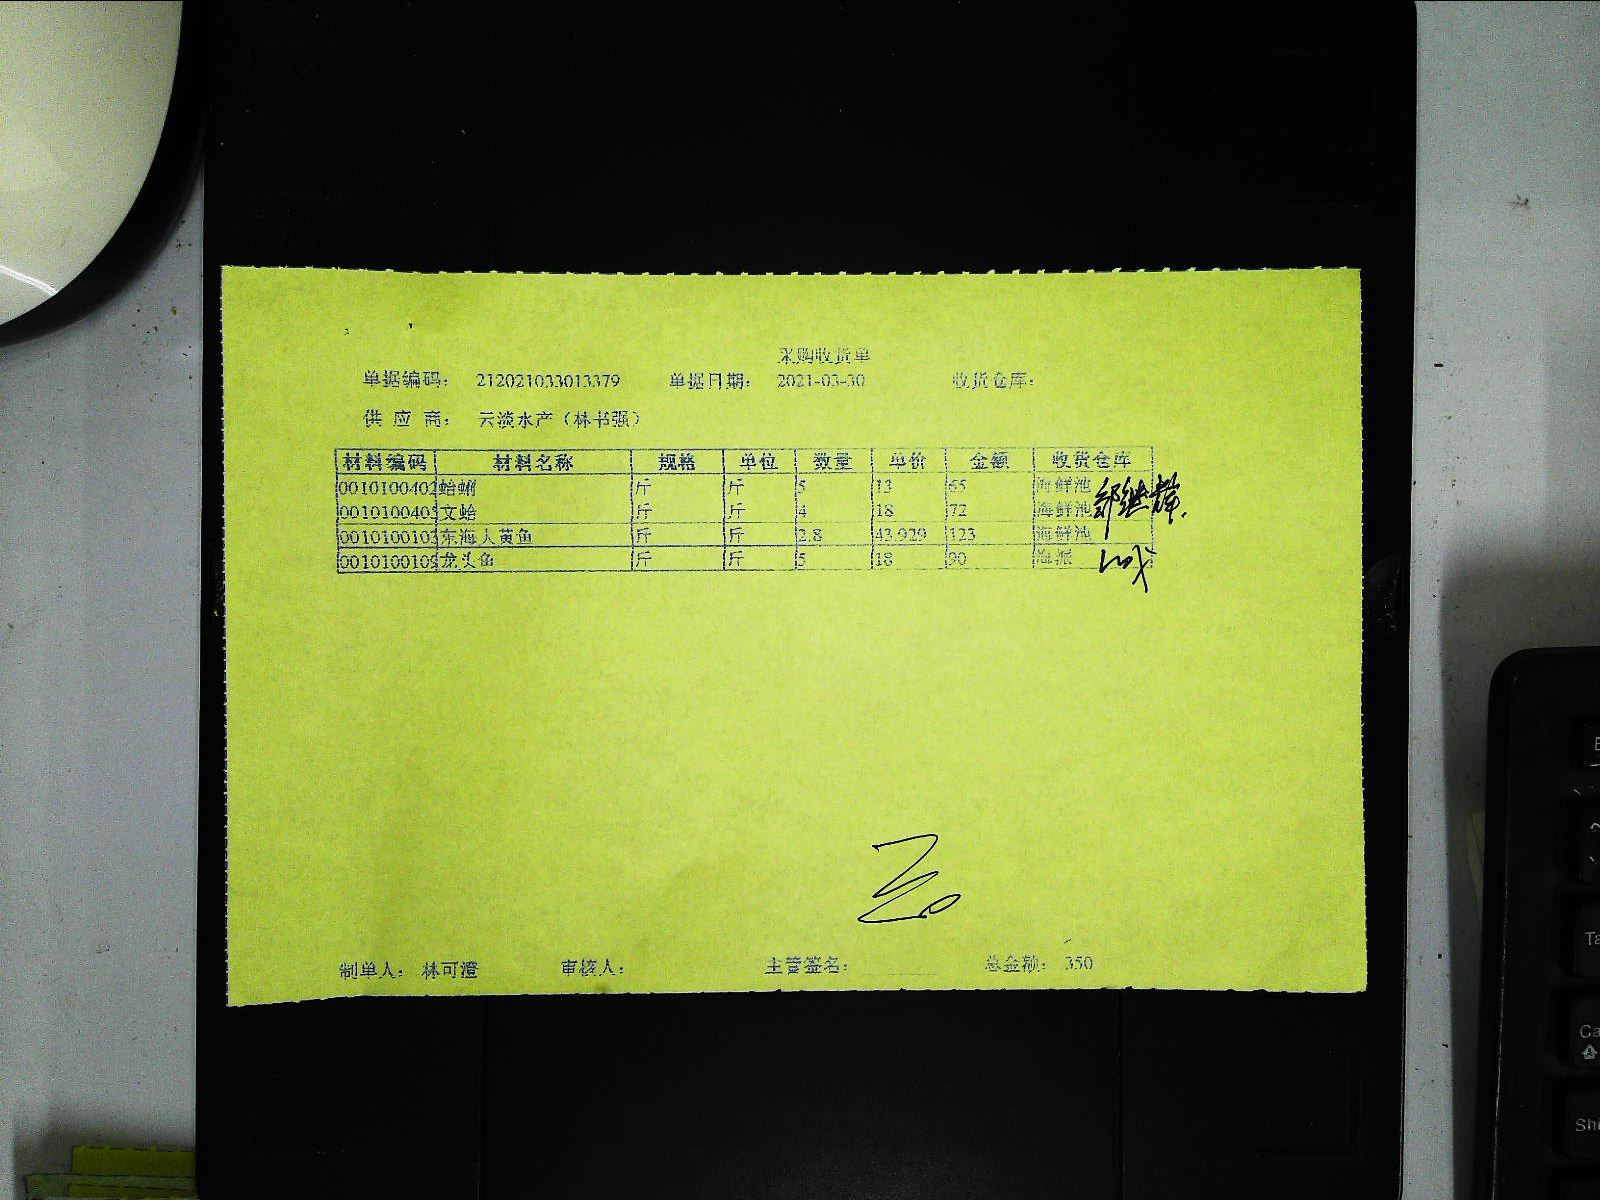 采购收货单
单据编码: 212021033013379 单据日期: 2021-03-30 收货仓库:
供 应 商: 云淡水产(林书强)
材料编码 材料名称 规格 单位 数量 单价 金额 收货仓库
0010100402 蛤蜊 斤 斤 5 13 65 海鲜池
001010040 文蛤 斤 斤 4 18 72 海鲜池
001010010 东海大黄鱼 斤 斤 2.8 43.929 123 海鲜池
001010010 龙头鱼 斤 斤 5 18 90 海派
制单人: 林可澄 审核人: 主管签名: 总金额: 350